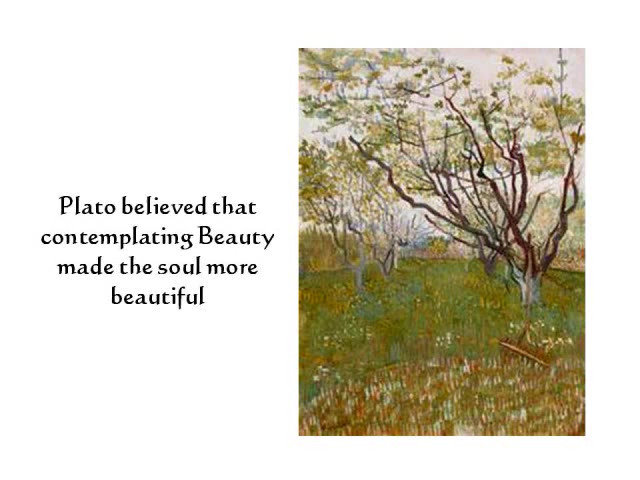 Plato believed that
contemplating Beauty
made the soul more
beautiful